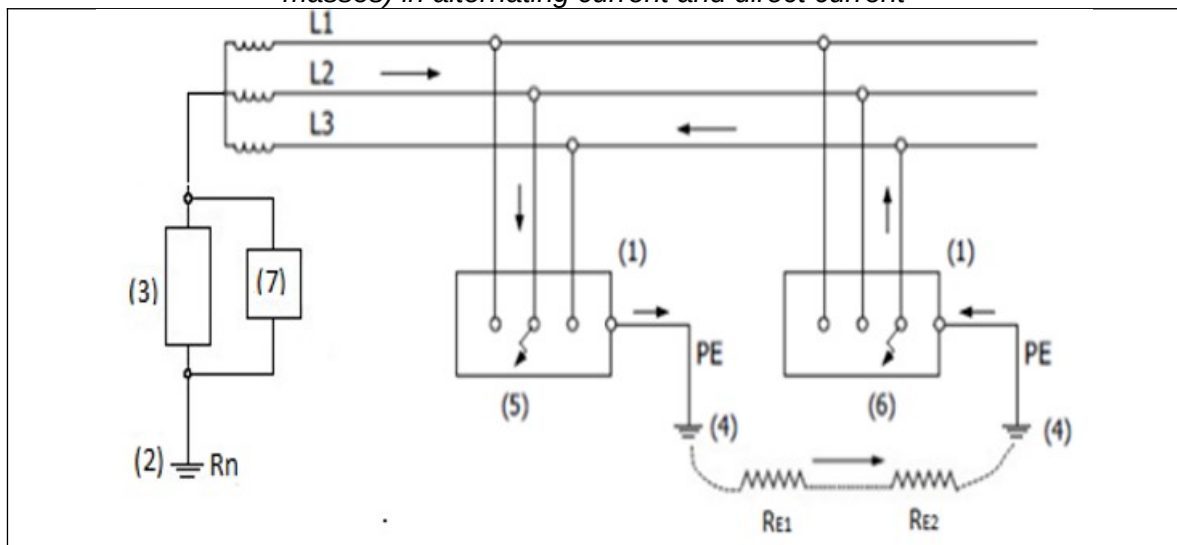 masses) in alternating current and direct current
L1
L2
L3
(1)
(1)
(3)
(7)
PE
PE
(5)
(6)
(4)
(4)
(2)
Rn
RE1
RE2